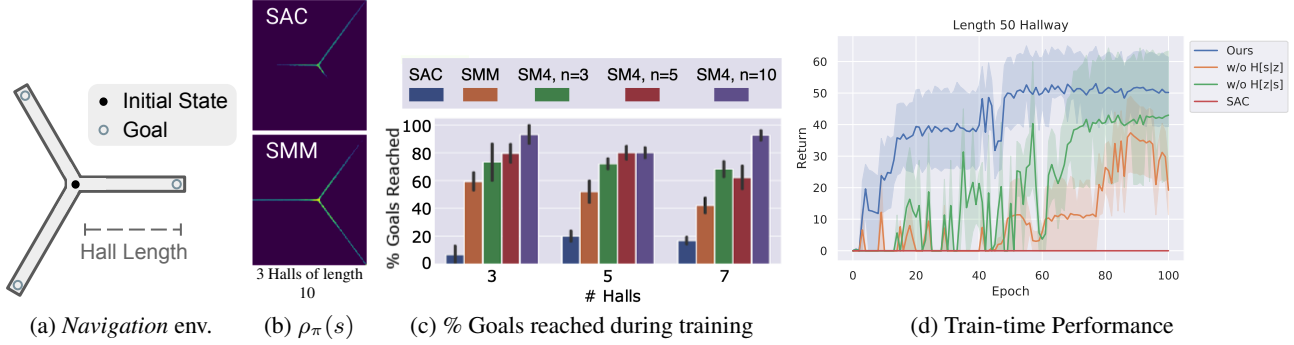 Initial State
Goal
Hall Length
(a) Navigation env.
SAC
SMM
3 Halls of length
10
(b) ρπ(s)
SAC SMM SM4, n=3 SM4, n=5 SM4, n=10
% Goals Reached
100
80
60
40
20
0
3 5 7
# Halls
(c) % Goals reached during training
Length 50 Hallway
Return
60
50
40
30
20
10
0
0 20 40 60 80 100
Epoch
Ours
w/o H[s|z]
w/o H[z|s]
SAC
(d) Train-time Performance